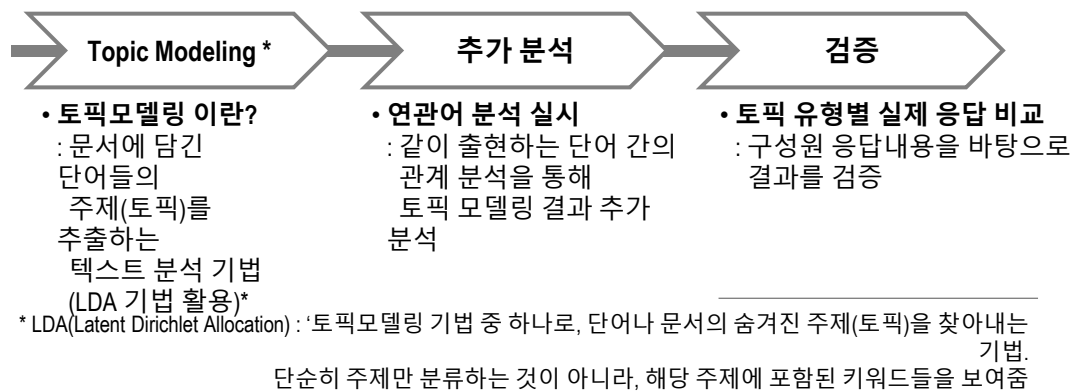 Topic Modeling *
추가 분석
검증
• 토픽모델링 이란?
: 문서에 담긴
단어들의
주제(토픽)를
추출하는
텍스트 분석 기법
(LDA 기법 활용)*
• 연관어 분석 실시
: 같이 출현하는 단어 간의
관계 분석을 통해
토픽 모델링 결과 추가
분석
• 토픽 유형별 실제 응답 비교
: 구성원 응답내용을 바탕으로
결과를 검증
* LDA(Latent Dirichlet Allocation) : ‘토픽모델링 기법 중 하나로, 단어나 문서의 숨겨진 주제(토픽)을 찾아내는
기법.
단순히 주제만 분류하는 것이 아니라, 해당 주제에 포함된 키워드들을 보여줌